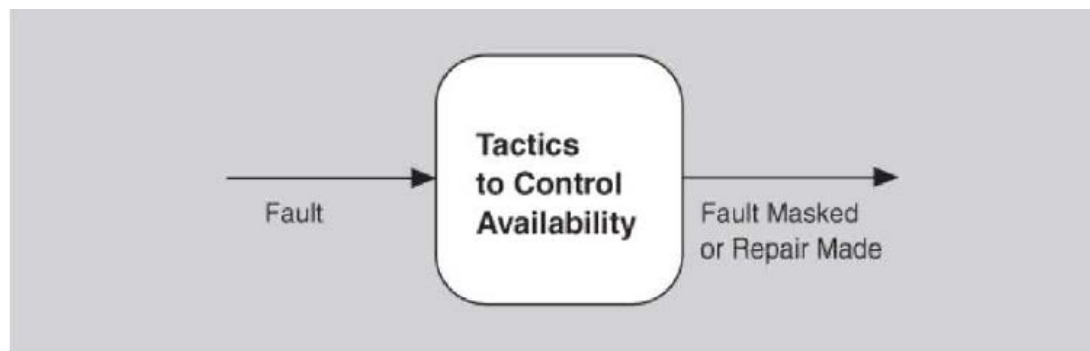 Fault
Tactics
to Control
Availability
Fault Masked
or Repair Made